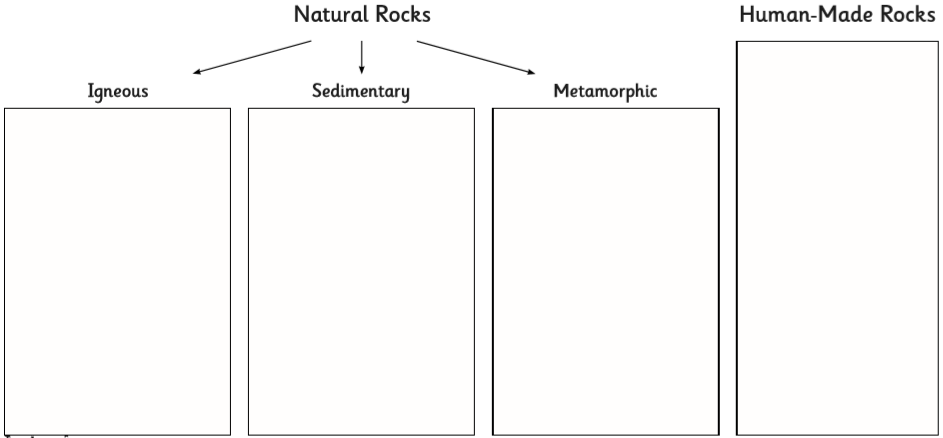 Natural Rocks
Human-Made Rocks
Igneous
Sedimentary
Metamorphic